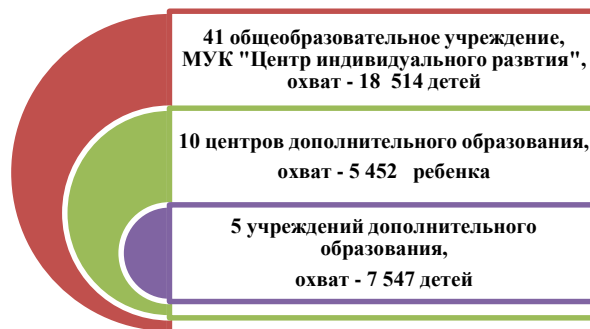 41 общеобразовательное учреждение,
МУК "Центр индивидуального развтия",
охват - 18 514 детей
10 центров дополнительного образования,
охват - 5 452 ребенка
5 учреждений дополнительного
образования,
охват - 7 547 детей